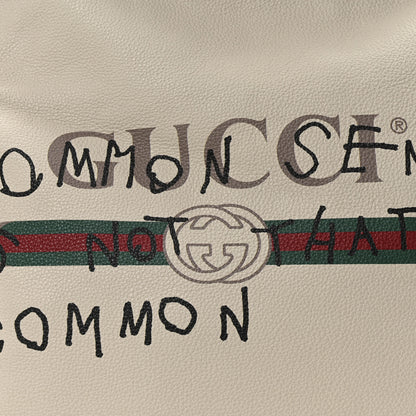 GUCCI®
OMMON SEN
S NOT THAT
COMMON